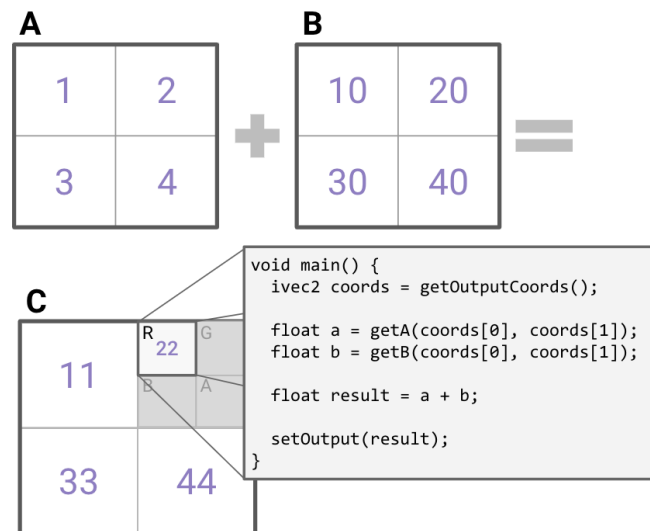 A
B
1 2
3 4
10 20
30 40
C
11
R
22
G
B
A
33
44
void main() {
ivec2 coords = getOutputCoords();
float a = getA(coords[0], coords[1]);
float b = getB(coords[0], coords[1]);
float result = a + b;
setOutput(result);
}